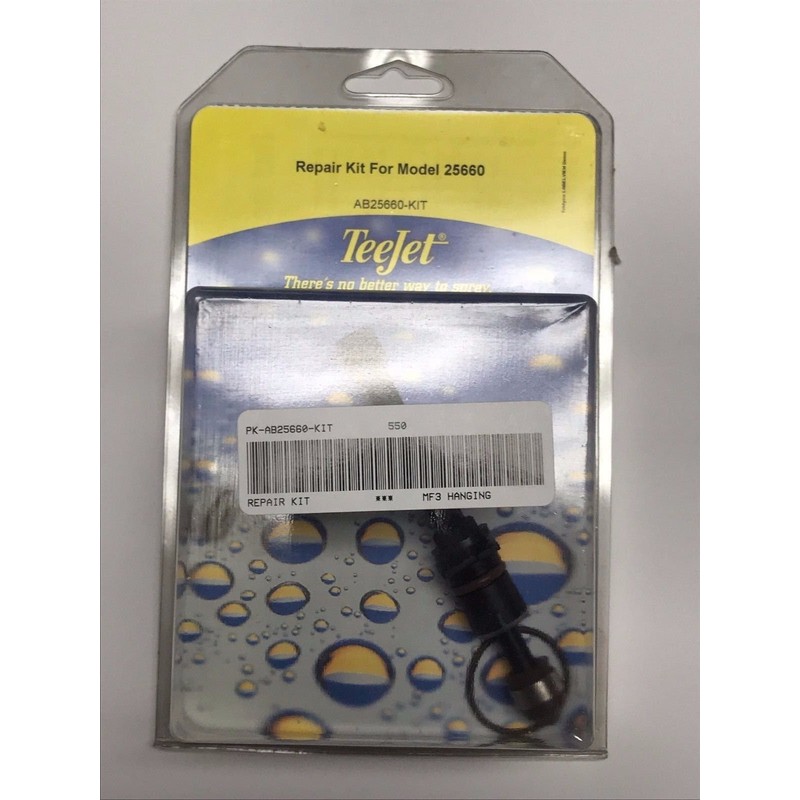 Repair Kit For Model 25660
AB25660-KIT
TeeJet®
There's no better way to spray.
PK-AB25660-KIT 550
REPAIR KIT *** MF3 HANGING